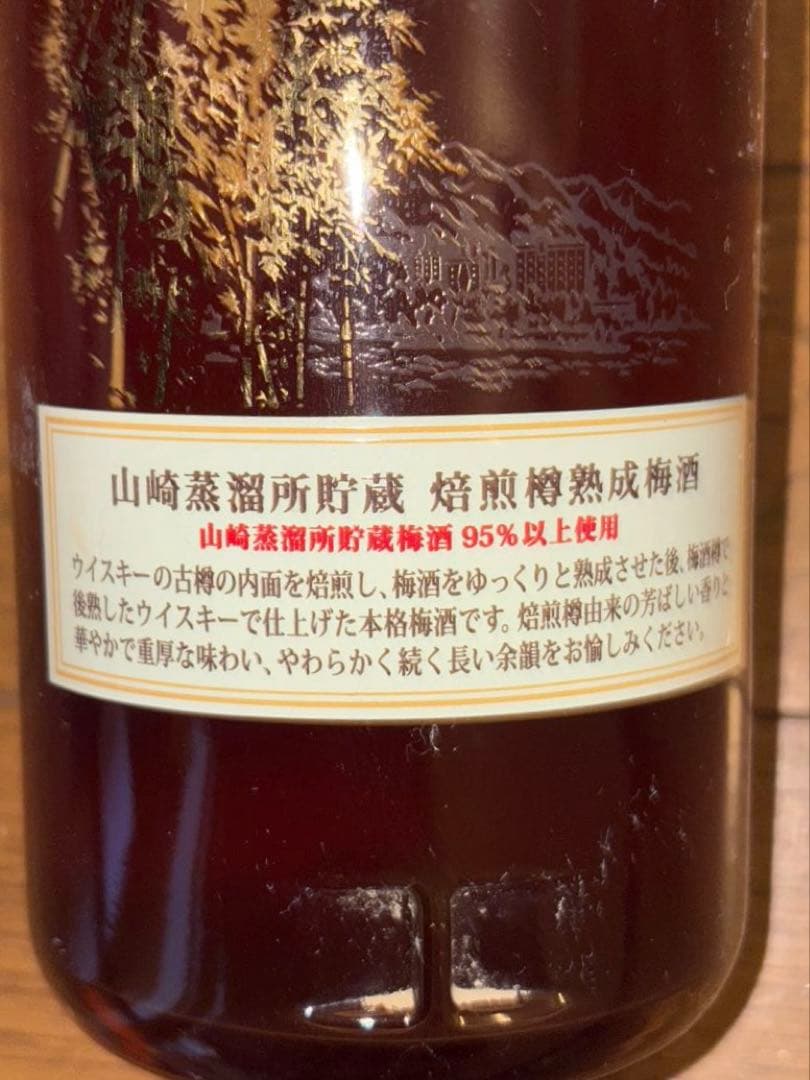 山崎蒸溜所貯蔵 焙煎樽熟成梅酒
山崎蒸溜所貯蔵梅酒 95%以上使用
ウイスキーの古樽の内面を焙煎し、梅酒をゆっくりと熟成させた後、梅酒樽で
後熟したウイスキーで仕上げた本格梅酒です。焙煎樽由来の芳ばしい香りと、
華やかで重厚な味わい、やわらかく続く長い余韻をお愉しみください。